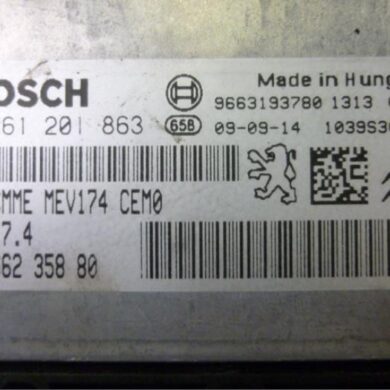 OSCH
Made in Hung
9663193780 1313
61 201 863 658 09-09-14 1039S3
MME MEV174 CEM0
7.4
62 358 80